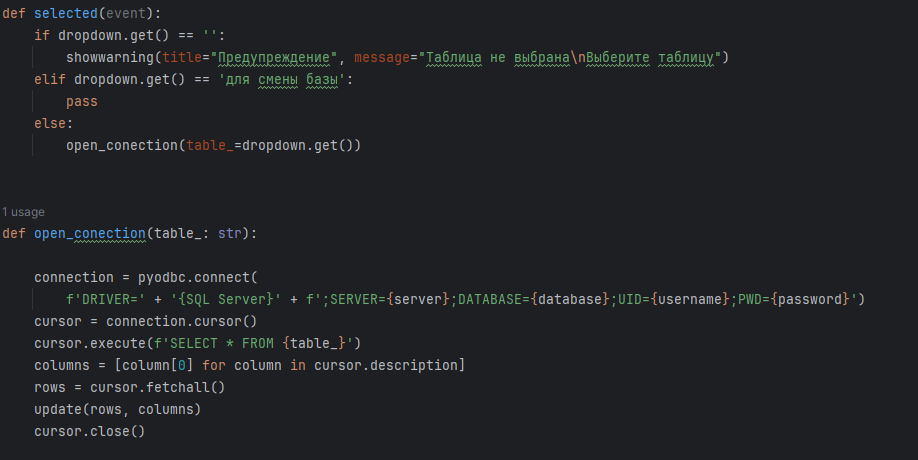 def selected(event):
    if dropdown.get() == '':
        showwarning(title="Предупреждение", message="Таблица не выбрана\nВыберите таблицу")
    elif dropdown.get() == 'для смены базы':
        pass
    else:
        open_conection(table_=dropdown.get())
1 usage
def open_conection(table_: str):
    connection = pyodbc.connect(
        f'DRIVER=' + '{SQL Server}' + f';SERVER={server};DATABASE={database};UID={username};PWD={password}')
    cursor = connection.cursor()
    cursor.execute(f'SELECT * FROM {table_}')
    columns = [column[0] for column in cursor.description]
    rows = cursor.fetchall()
    update(rows, columns)
    cursor.close()